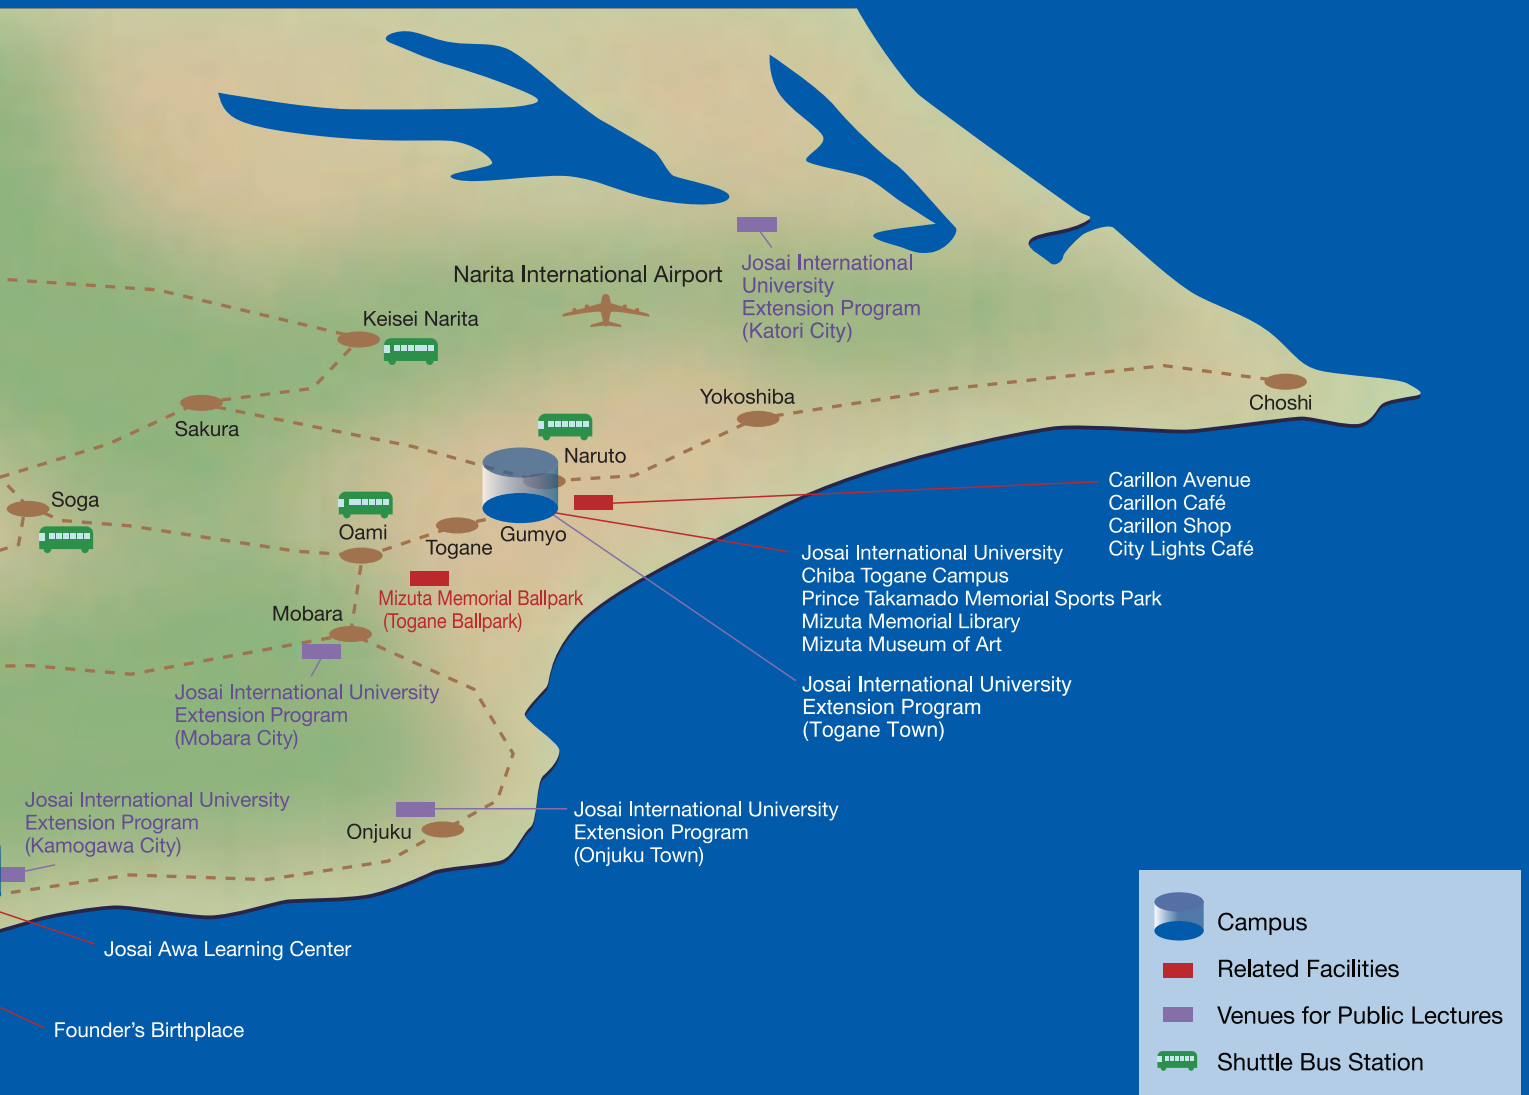 Narita International Airport
Josai International
University
Extension Program
(Katori City)
Keisei Narita
Yokoshiba
Choshi
Sakura
Naruto
Soga
Oami
Togane
Gumyo
Carillon Avenue
Carillon Café
Carillon Shop
City Lights Café
Josai International University
Chiba Togane Campus
Prince Takamado Memorial Sports Park
Mizuta Memorial Library
Mizuta Museum of Art
Mizuta Memorial Ballpark
(Togane Ballpark)
Mobara
Josai International University
Extension Program
(Mobara City)
Josai International University
Extension Program
(Togane Town)
Josai International University
Extension Program
(Kamogawa City)
Onjuku
Josai International University
Extension Program
(Onjuku Town)
Josai Awa Learning Center
Founder’s Birthplace
Campus
Related Facilities
Venues for Public Lectures
Shuttle Bus Station